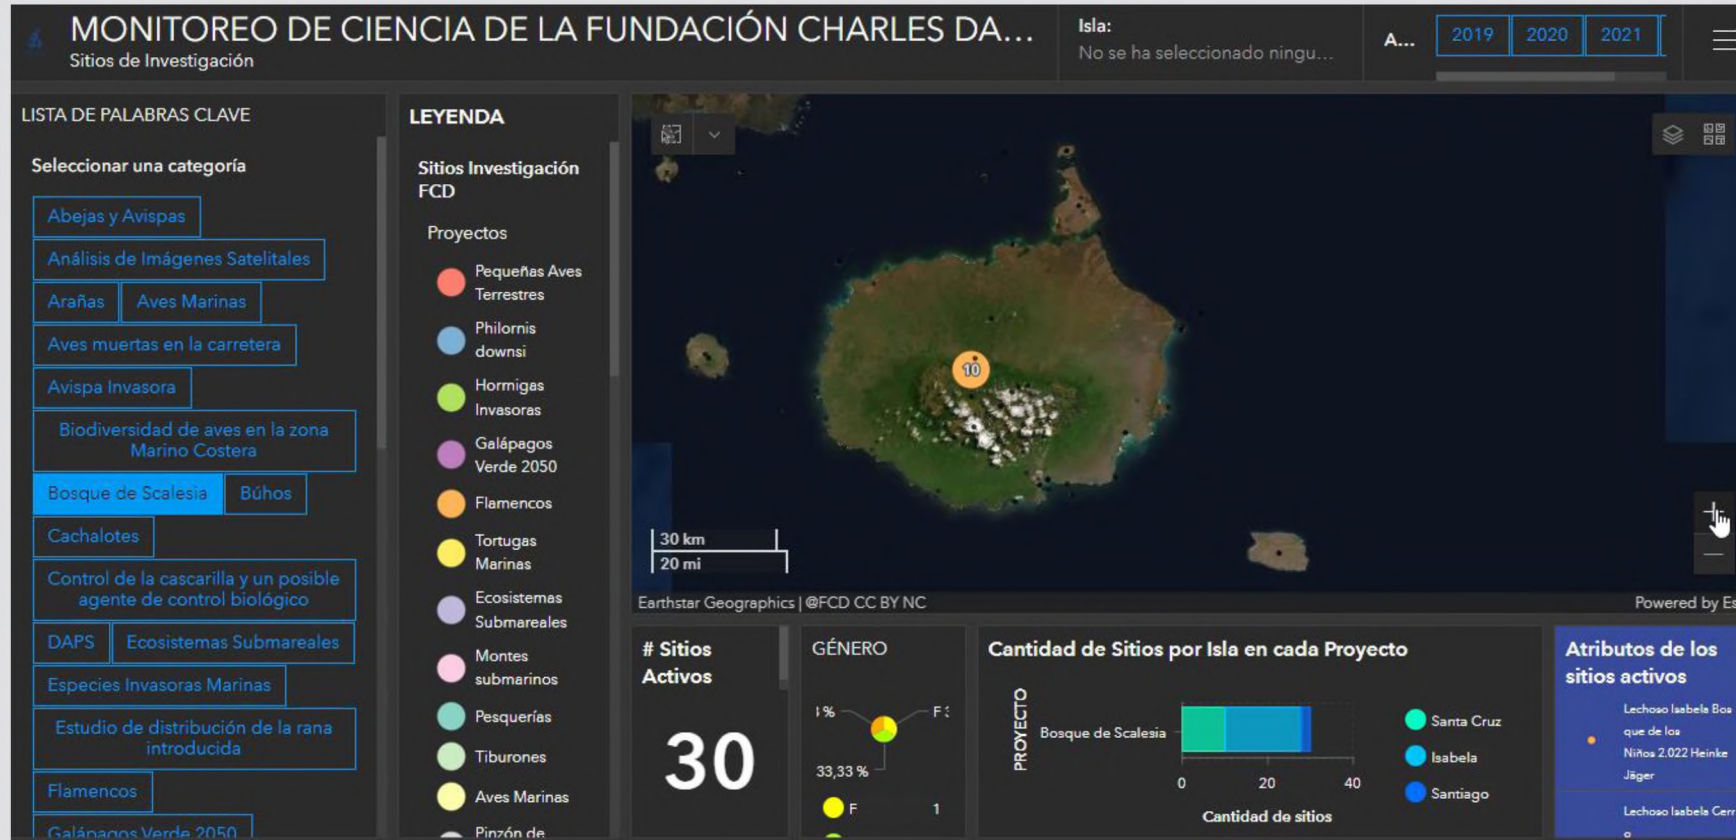 MONITOREO DE CIENCIA DE LA FUNDACIÓN CHARLES DA...
Sitios de Investigación
Isla:
No se ha seleccionado ningu...
A...
2019
2020
2021
LISTA DE PALABRAS CLAVE
Seleccionar una categoría
Abejas y Avispas
Análisis de Imágenes Satelitales
Arañas
Aves Marinas
Aves muertas en la carretera
Avispa Invasora
Biodiversidad de aves en la zona
Marino Costera
Bosque de Scalesia
Búhos
Cachalotes
Control de la cascarilla y un posible
agente de control biológico
DAPS
Ecosistemas Submareales
Especies Invasoras Marinas
Estudio de distribución de la rana
introducida
Flamencos
Galápagos Verde 2050
LEYENDA
Sitios Investigación
FCD
Proyectos
Pequeñas Aves
Terrestres
Philornis
downsi
Hormigas
Invasoras
Galápagos
Verde 2050
Flamencos
Tortugas
Marinas
Ecosistemas
Submareales
Montes
submarinos
Pesquerías
Tiburones
Aves Marinas
Pinzón de
10
30 km
20 mi
Earthstar Geographics | @FCD CC BY NC
Powered by Es
# Sitios
Activos
30
GÉNERO
%
F
33,33 %
F
1
Cantidad de Sitios por Isla en cada Proyecto
PROYECTO
Bosque de Scalesia
0
20
40
Cantidad de sitios
Santa Cruz
Isabela
Santiago
Atributos de los
sitios activos
Lechoso Isabela Bos
que de los
Niños 2.022 Heinke
Jäger
Lechoso Isabela Cerr
o